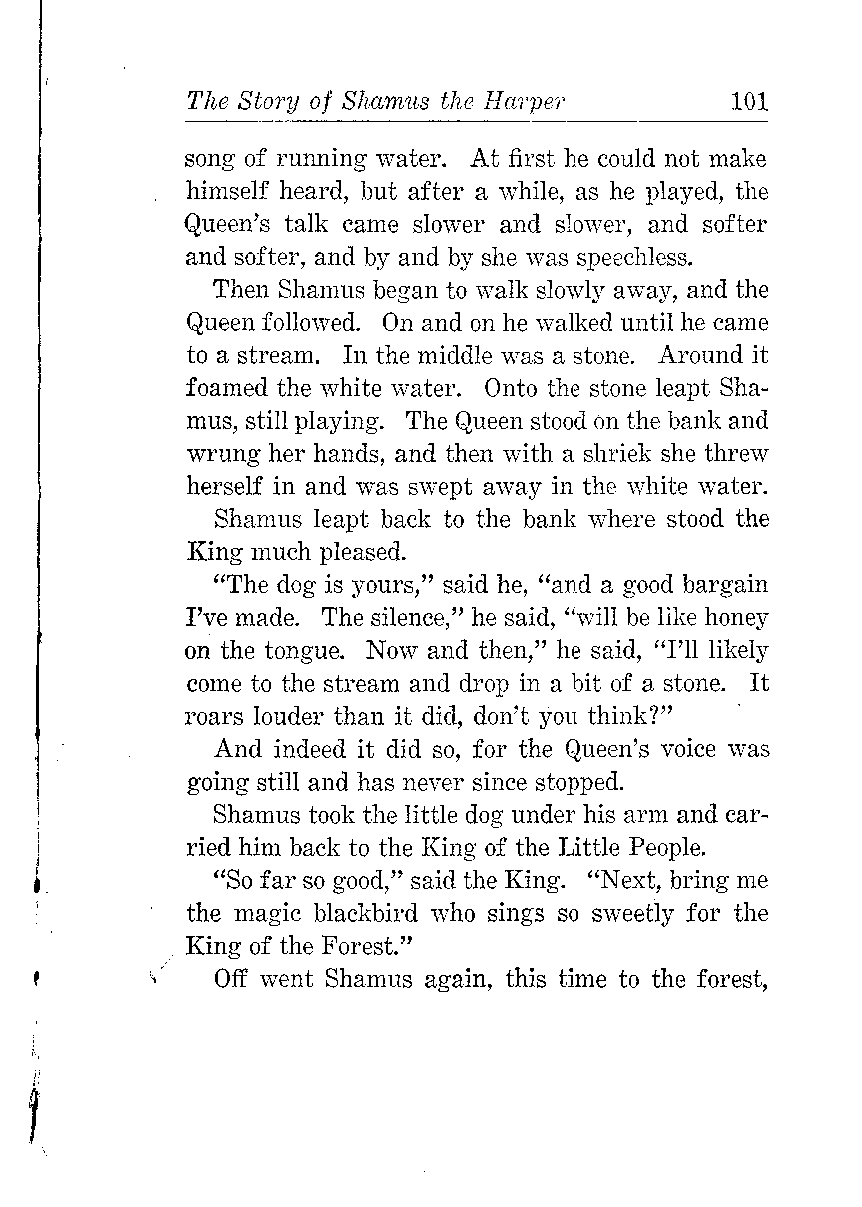 The Story of Shamus the Harper 101
song of running water. At first he could not make
himself heard, but after a while, as he played, the
Queen's talk came slower and slower, and softer
and softer, and by and by she was speechless.
Then Shamus began to walk slowly away, and the
Queen followed. On and on he walked until he came
to a stream. In the middle was a stone. Around it
foamed the white water. Onto the stone leapt Sha-
mus, still playing. The Queen stood on the bank and
wrung her hands, and then with a shriek she threw
herself in and was swept away in the white water.
Shamus leapt back to the bank where stood the
King much pleased.
“The dog is yours,” said he, “and a good bargain
I've made. The silence,” he said, “will be like honey
on the tongue. Now and then,” he said, “I'll likely
come to the stream and drop in a bit of a stone. It
roars louder than it did, don't you think?”
And indeed it did so, for the Queen's voice was
going still and has never since stopped.
Shamus took the little dog under his arm and car-
ried him back to the King of the Little People.
“So far so good,” said the King. “Next, bring me
the magic blackbird who sings so sweetly for the
King of the Forest.”
Off went Shamus again, this time to the forest,